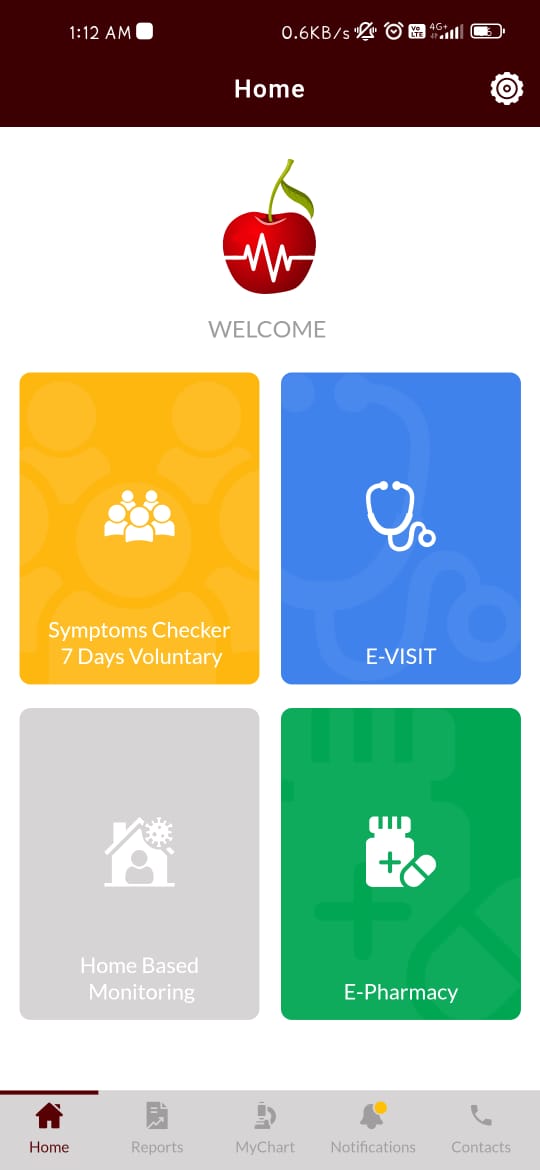 1:12 AM
0.6KB/s
Vo LTE
4G+
Home
WELCOME
Symptoms Checker
7 Days Voluntary
E-VISIT
Home Based
Monitoring
E-Pharmacy
Home
Reports
MyChart
Notifications
Contacts